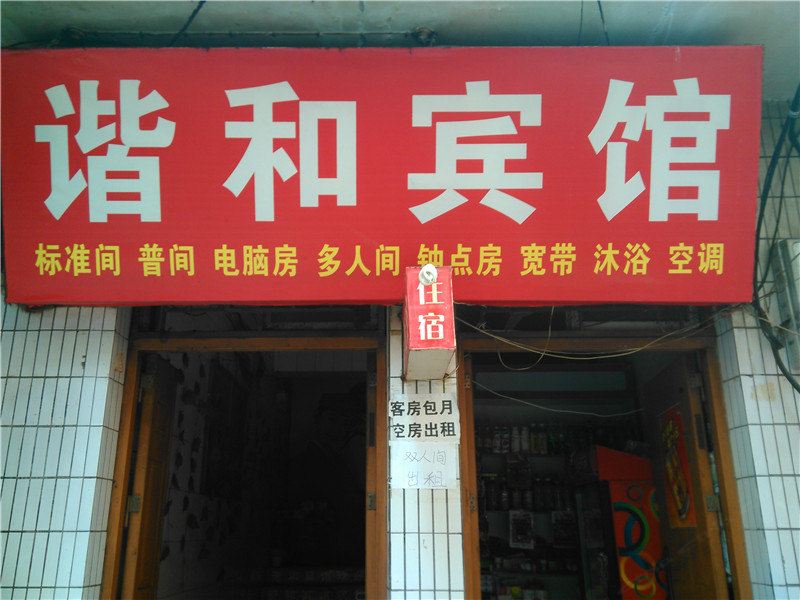 谐和宾馆
标准间 普间 电脑房 多人间 钟点房 宽带 沐浴 空调
住宿
客房包月
空房出租
双人间
出租